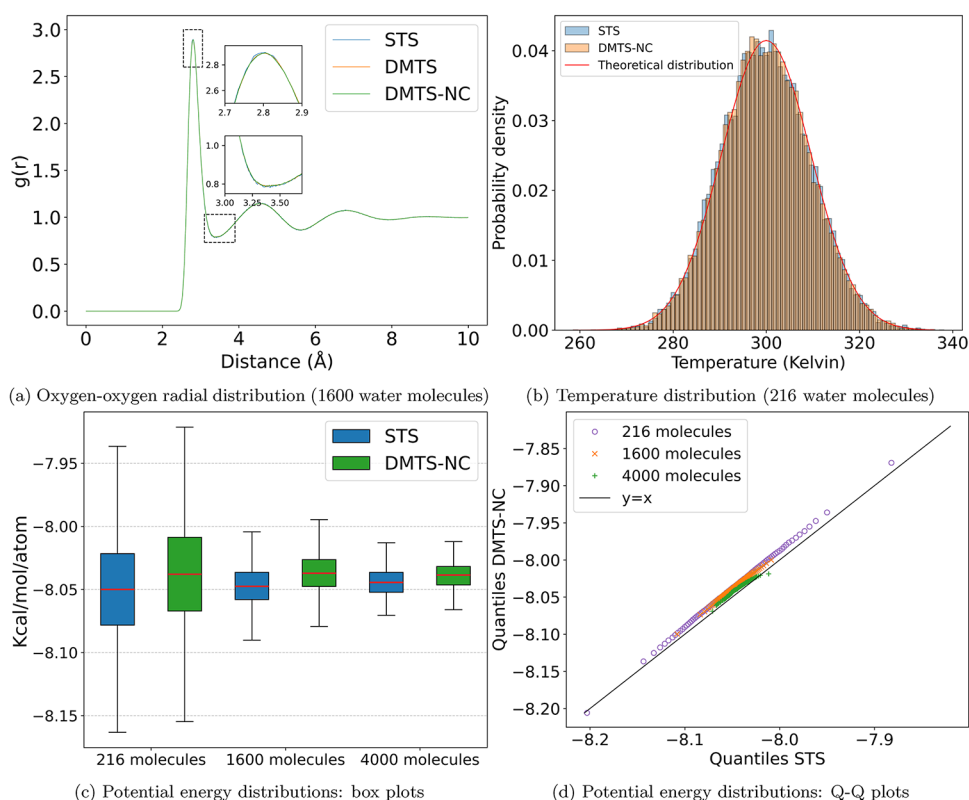 3.0
2.5
2.0
1.5
1.0
0.5
0.0
g(r)
0 2 4 6 8 10
Distance (Å)
STS
DMTS
DMTS-NC
2.8
2.6
2.7 2.8 2.9
1.0
0.8
3.00 3.25 3.50
(a) Oxygen-oxygen radial distribution (1600 water molecules)
0.04
0.03
0.02
0.01
0.00
Probability density
260 280 300 320 340
Temperature (Kelvin)
STS
DMTS-NC
Theoretical distribution
(b) Temperature distribution (216 water molecules)
−7.95
−8.00
−8.05
−8.10
−8.15
Kcal/mol/atom
216 molecules 1600 molecules 4000 molecules
STS
DMTS-NC
(c) Potential energy distributions: box plots
−7.85
−7.90
−7.95
−8.00
−8.05
−8.10
−8.15
−8.20
Quantiles DMTS-NC
−8.2 −8.1 −8.0 −7.9
Quantiles STS
216 molecules
1600 molecules
4000 molecules
y=x
(d) Potential energy distributions: Q-Q plots